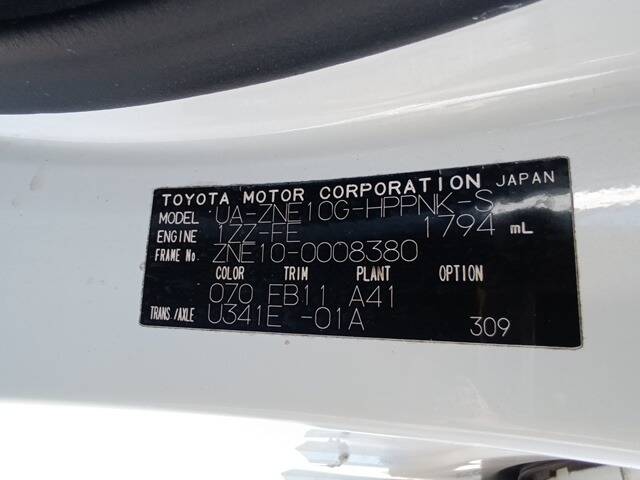 TOYOTA MOTOR CORPORATION JAPAN
MODEL UA-ZNE10G-HPPNK-S
ENGINE 1ZZ-FE 1794 mL
FRAME No. ZNE10-0008380
COLOR TRIM PLANT OPTION
070 FB11 A41
TRANS./AXLE U341E -01A 309